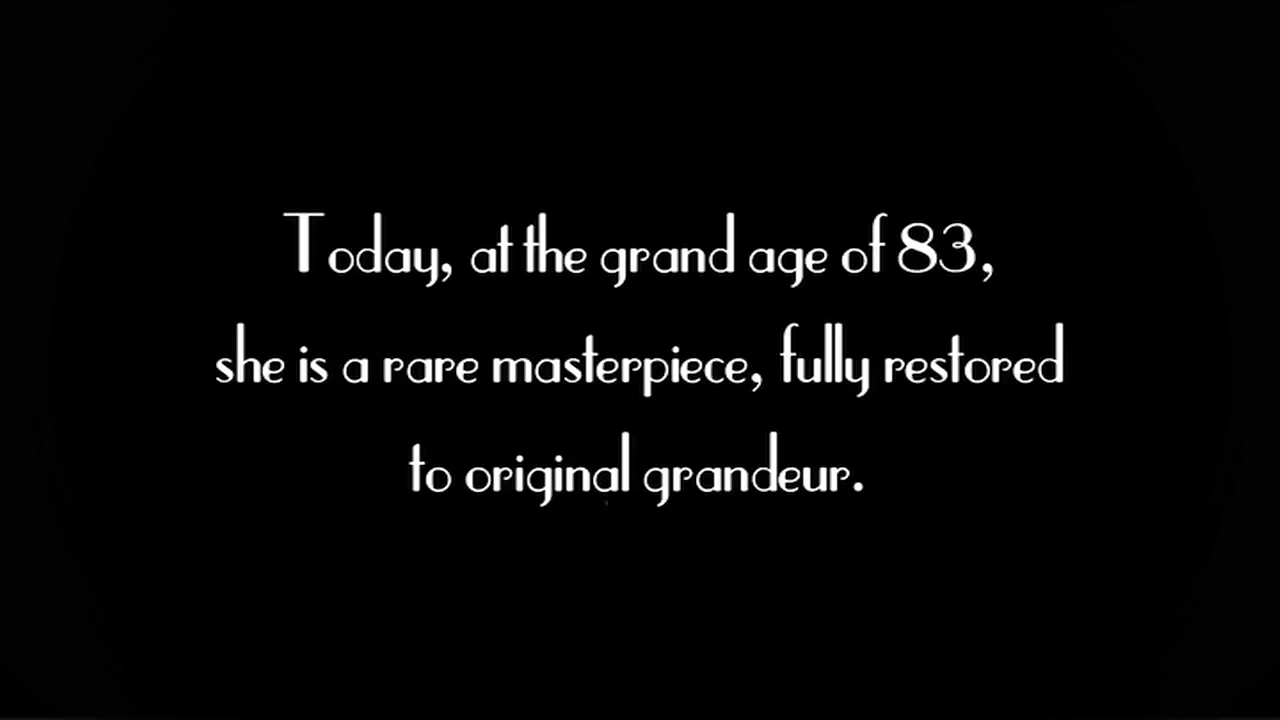 Today, at the grand age of 83,
she is a rare masterpiece, fully restored
to original grandeur.